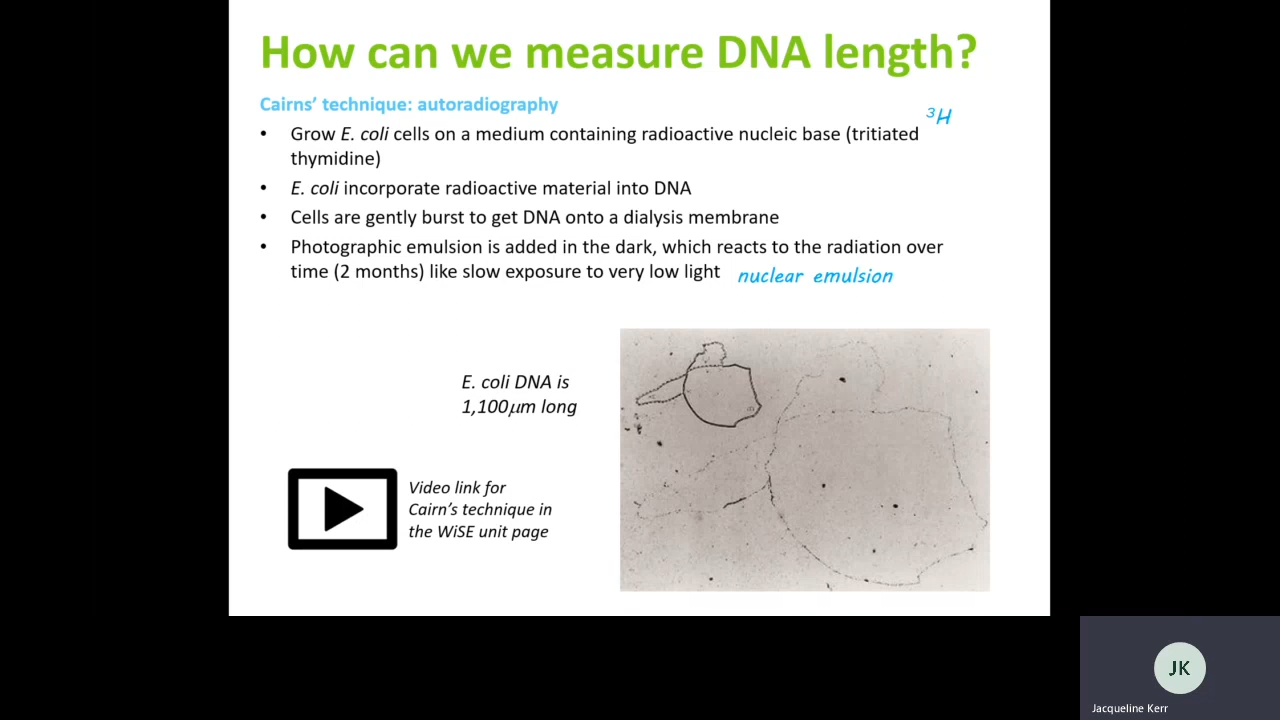 How can we measure DNA length?
Cairns’ technique: autoradiography
³H
• Grow E. coli cells on a medium containing radioactive nucleic base (tritiated
thymidine)
• E. coli incorporate radioactive material into DNA
• Cells are gently burst to get DNA onto a dialysis membrane
• Photographic emulsion is added in the dark, which reacts to the radiation over
time (2 months) like slow exposure to very low light nuclear emulsion
E. coli DNA is
1,100μm long
Video link for
Cairn’s technique in
the WiSE unit page
JK
Jacqueline Kerr